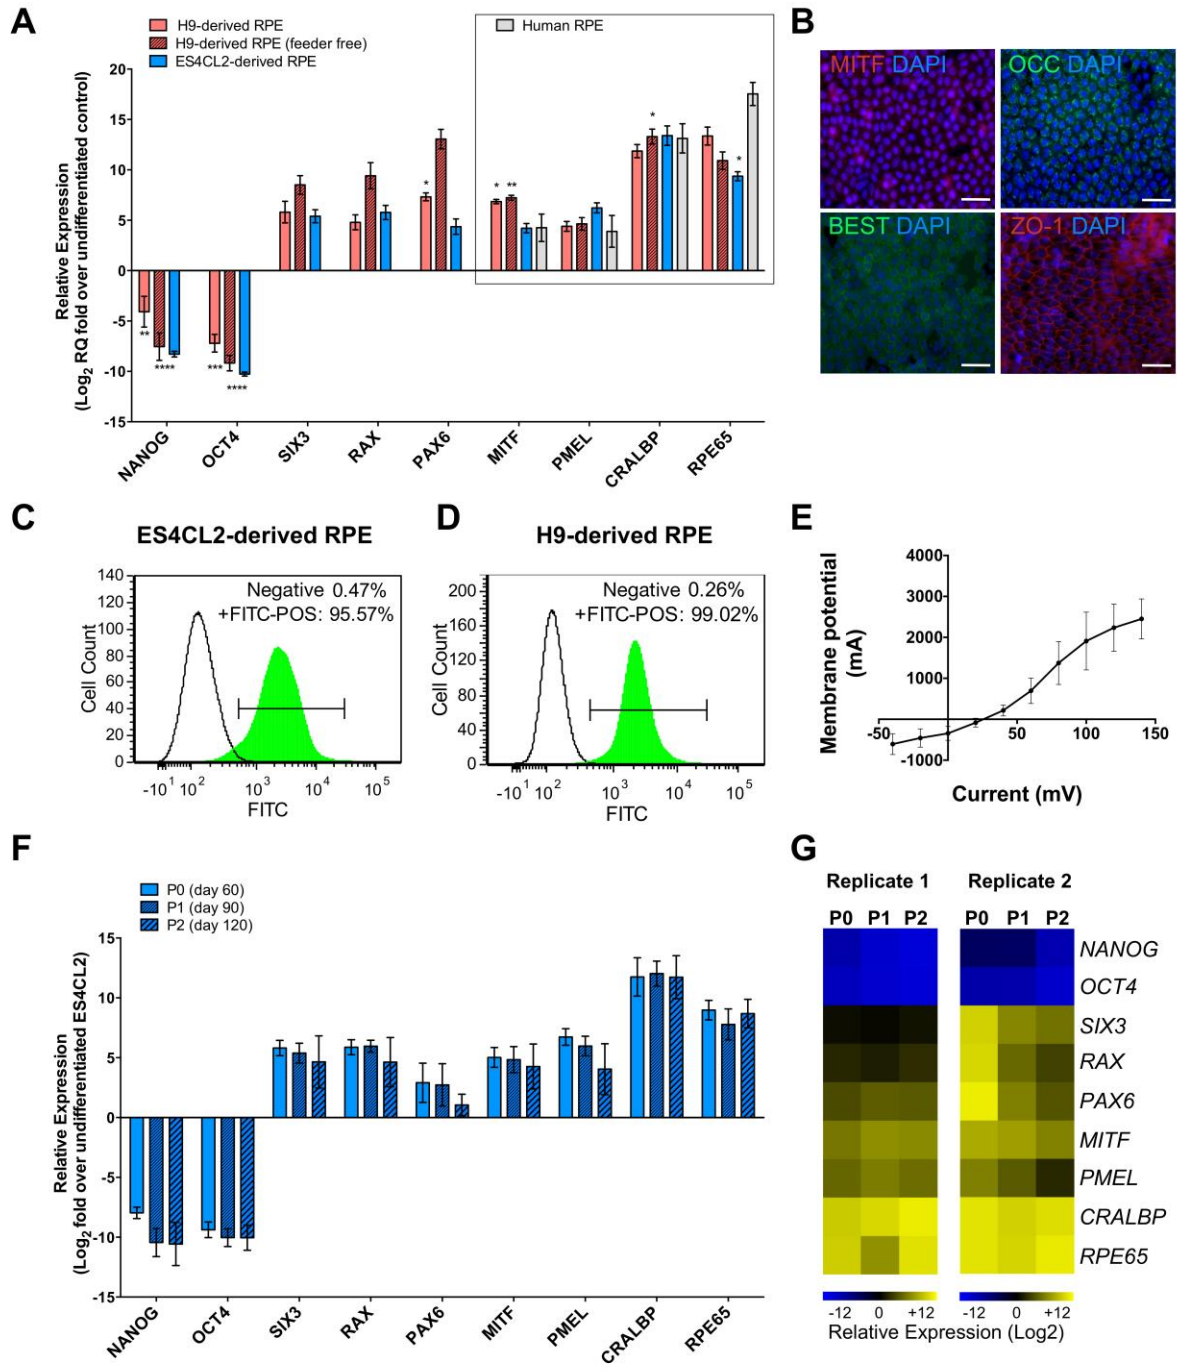 A
H9-derived RPE
H9-derived RPE (feeder free)
ES4CL2-derived RPE
Human RPE
Relative Expression
(Log2 RQ fold over undifferentiated control)
20
15
10
5
0
-5
-10
-15
** **** *** **** * * ** * *
NANOG OCT4 SIX3 RAX PAX6 MITF PMEL CRALBP RPE65
B
MITF DAPI
OCC DAPI
BEST DAPI
ZO-1 DAPI
C
ES4CL2-derived RPE
Negative 0.47%
+FITC-POS: 95.57%
Cell Count
140
120
100
80
60
40
20
0
-10¹ 10² 10³ 10⁴ 10⁵
FITC
D
H9-derived RPE
Negative 0.26%
+FITC-POS: 99.02%
Cell Count
200
160
120
80
40
0
-10¹ 10² 10³ 10⁴ 10⁵
FITC
E
Membrane potential
(mA)
4000
3000
2000
1000
-1000
-50 50 100 150
Current (mV)
F
P0 (day 60)
P1 (day 90)
P2 (day 120)
Relative Expression
(Log2 fold over undifferentiated ES4CL2)
15
10
5
0
-5
-10
-15
NANOG OCT4 SIX3 RAX PAX6 MITF PMEL CRALBP RPE65
G
Replicate 1 Replicate 2
P0 P1 P2 P0 P1 P2
NANOG
OCT4
SIX3
RAX
PAX6
MITF
PMEL
CRALBP
RPE65
-12 0 +12 -12 0 +12
Relative Expression (Log2)